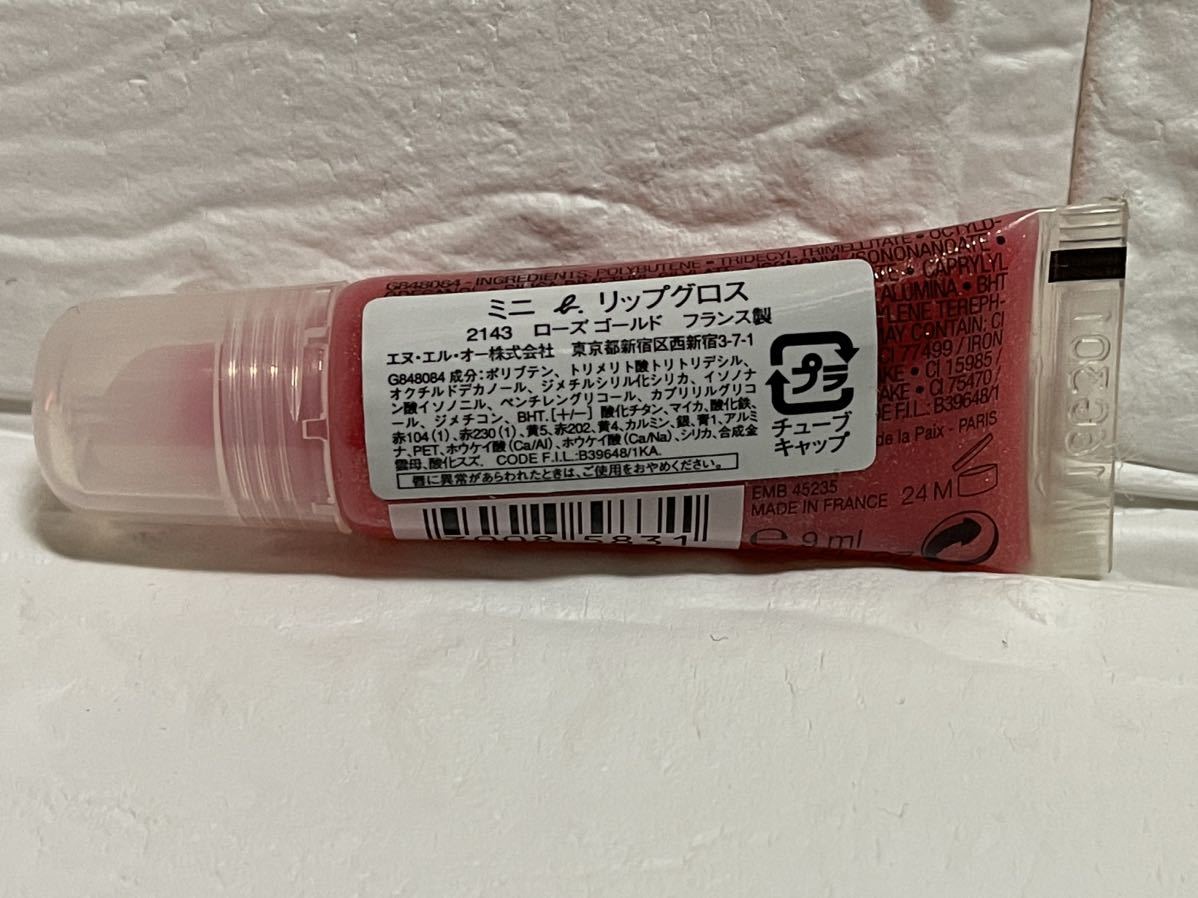 G848084 - INGREDIENTS: POLYBUTENE • TRIDECYL TRIMELLITATE • OCTYLD-
ISONONANOATE •
CAPRYLYL
ALUMINA • BHT
LENE TEREPH-
AY CONTAIN: CI
CI 77499 / IRON
AKE • CI 15985 /
AKE • CI 75470 /
DE F.I.L.: B39648/1
de la Paix - PARIS
ミニ b. リップグロス
2143 ローズ ゴールド フランス製
エヌ・エル・オー株式会社 東京都新宿区西新宿3-7-1
G848084 成分：ポリブテン、トリメリト酸トリトリデシル、
オクチルドデカノール、ジメチルシリル化シリカ、イソノナ
ン酸イソノニル、ペンチレングリコール、カプリリルグリコ
ール、ジメチコン、BHT、[+/-] 酸化チタン、マイカ、酸化鉄、
赤104(1)、赤230(1)、黄5、赤202、黄4、カルミン、銀、青1、アルミ
ナ、PET、ホウケイ酸(Ca/Al)、ホウケイ酸(Ca/Na)、シリカ、合成金
雲母、酸化スズ. CODE F.I.L.:B39648/1KA.
唇に異常があらわれたときは、ご使用をおやめください。
プラ
チューブ
キャップ
EMB 45235
MADE IN FRANCE 24 M
5831
e 9 ml